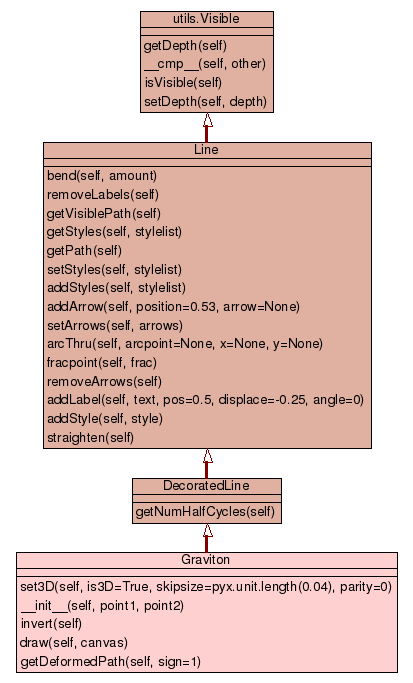 utils.Visible
getDepth(self)
__cmp__(self, other)
isVisible(self)
setDepth(self, depth)
Line
bend(self, amount)
removeLabels(self)
getVisiblePath(self)
getStyles(self, stylelist)
getPath(self)
setStyles(self, stylelist)
addStyles(self, stylelist)
addArrow(self, position=0.53, arrow=None)
setArrows(self, arrows)
arcThru(self, arcpoint=None, x=None, y=None)
fracpoint(self, frac)
removeArrows(self)
addLabel(self, text, pos=0.5, displace=-0.25, angle=0)
addStyle(self, style)
straighten(self)
DecoratedLine
getNumHalfCycles(self)
Graviton
set3D(self, is3D=True, skipsize=pyx.unit.length(0.04), parity=0)
__init__(self, point1, point2)
invert(self)
draw(self, canvas)
getDeformedPath(self, sign=1)